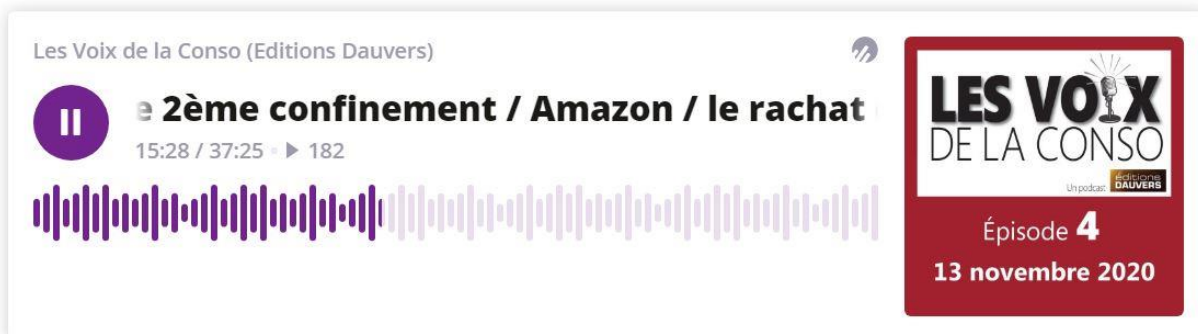 Les Voix de la Conso (Editions Dauvers)
e 2ème confinement / Amazon / le rachat
15:28 / 37:25 182
LES VOIX
DE LA CONSO
Un podcast éditions
DAUVERS
Épisode 4
13 novembre 2020